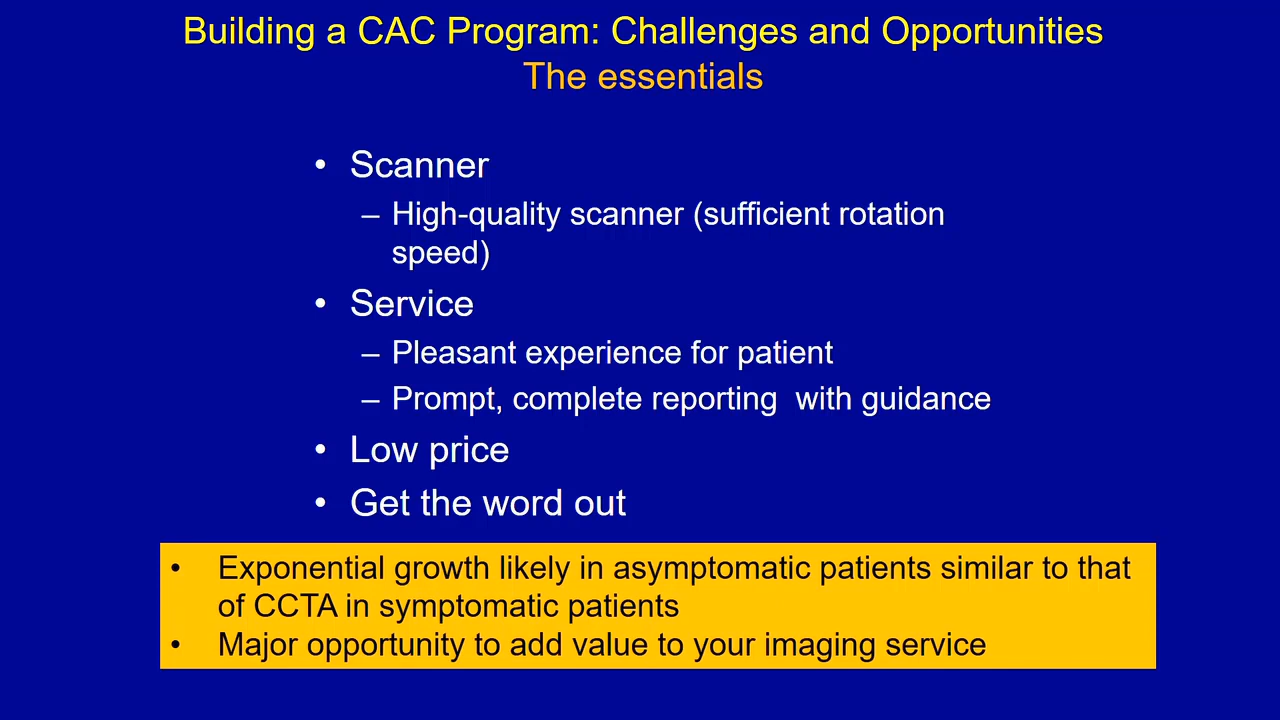 Building a CAC Program: Challenges and Opportunities
The essentials
• Scanner
– High-quality scanner (sufficient rotation
speed)
• Service
– Pleasant experience for patient
– Prompt, complete reporting  with guidance
• Low price
• Get the word out
• Exponential growth likely in asymptomatic patients similar to that
of CCTA in symptomatic patients
• Major opportunity to add value to your imaging service